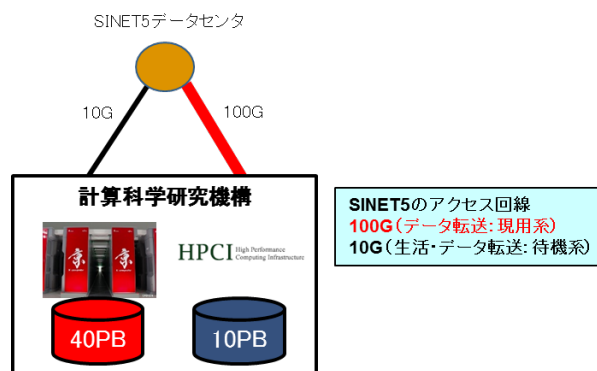 SINET5データセンタ
10G
100G
計算科学研究機構
京
京
HPCI High Performance
Computing Infrastructure
40PB
10PB
SINET5のアクセス回線
100G(データ転送:現用系)
10G(生活・データ転送:待機系)